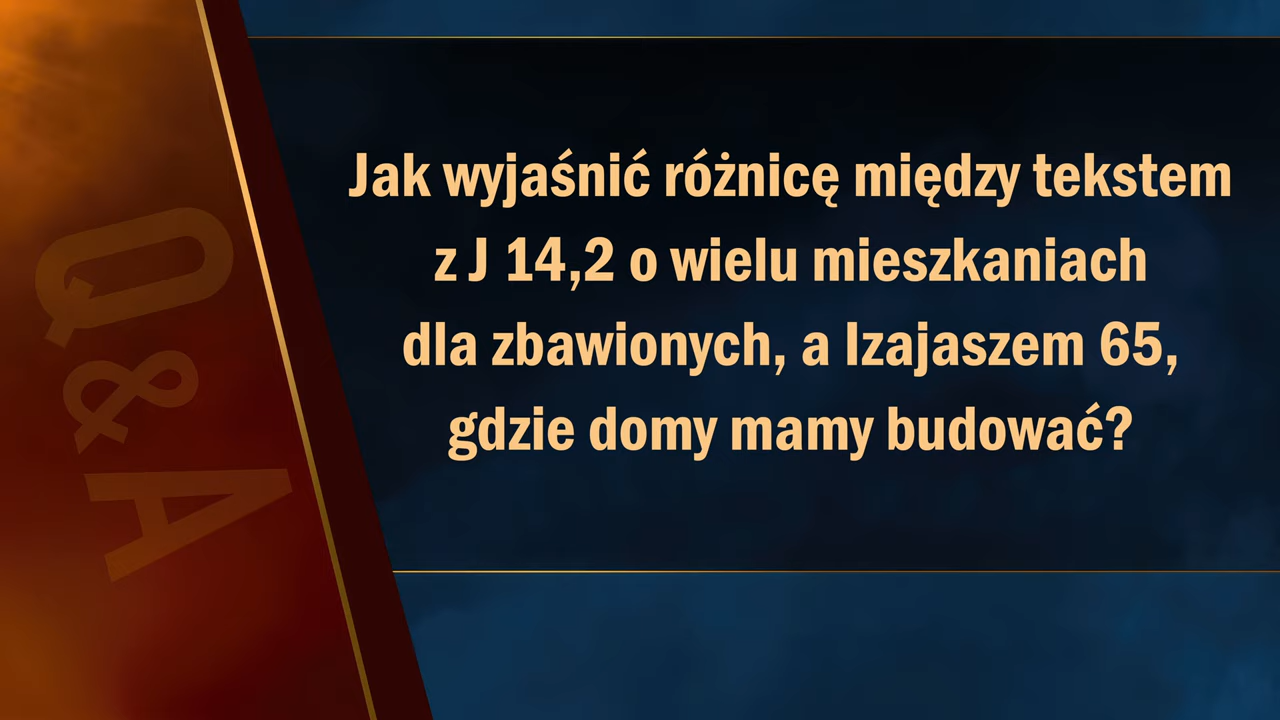 Q & A
Jak wyjaśnić różnicę między tekstem
z J 14,2 o wielu mieszkaniach
dla zbawionych, a Izajaszem 65,
gdzie domy mamy budować?